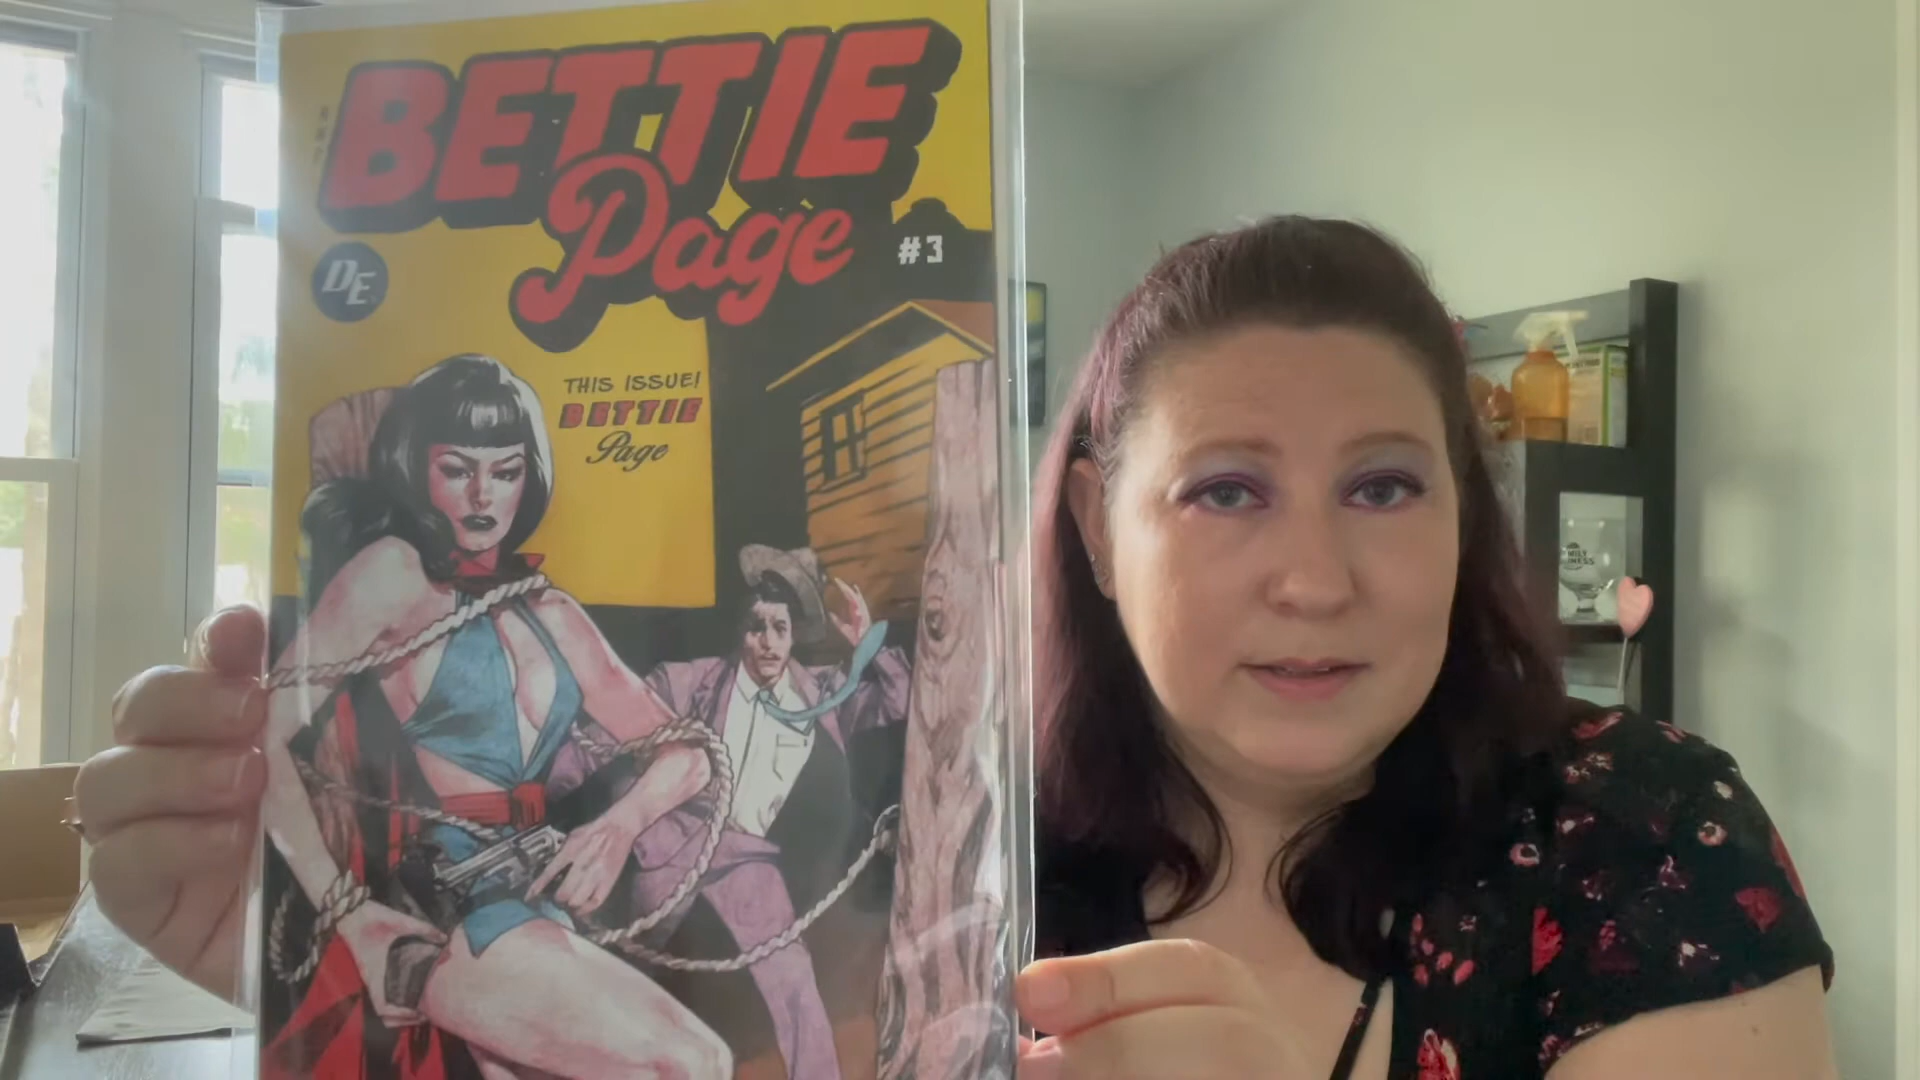 BETTIE
Page
#3
DE
THIS ISSUE!
BETTIE
Page